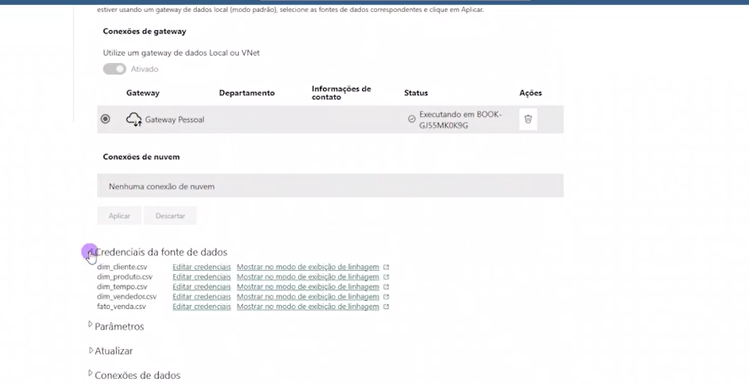 estiver usando um gateway de dados local (modo padrão), selecione as fontes de dados correspondentes e clique em Aplicar.
Conexões de gateway
Utilize um gateway de dados Local ou VNet
Ativado
Gateway Departamento Informações de contato Status Ações
Gateway Pessoal Executando em BOOK-GJ55MK0K9G
Conexões de nuvem
Nenhuma conexão de nuvem
Aplicar Descartar
Credenciais da fonte de dados
dim_cliente.csv Editar credenciais Mostrar no modo de exibição de linhagem
dim_produto.csv Editar credenciais Mostrar no modo de exibição de linhagem
dim_tempo.csv Editar credenciais Mostrar no modo de exibição de linhagem
dim_vendedor.csv Editar credenciais Mostrar no modo de exibição de linhagem
fato_venda.csv Editar credenciais Mostrar no modo de exibição de linhagem
Parâmetros
Atualizar
Conexões de dados